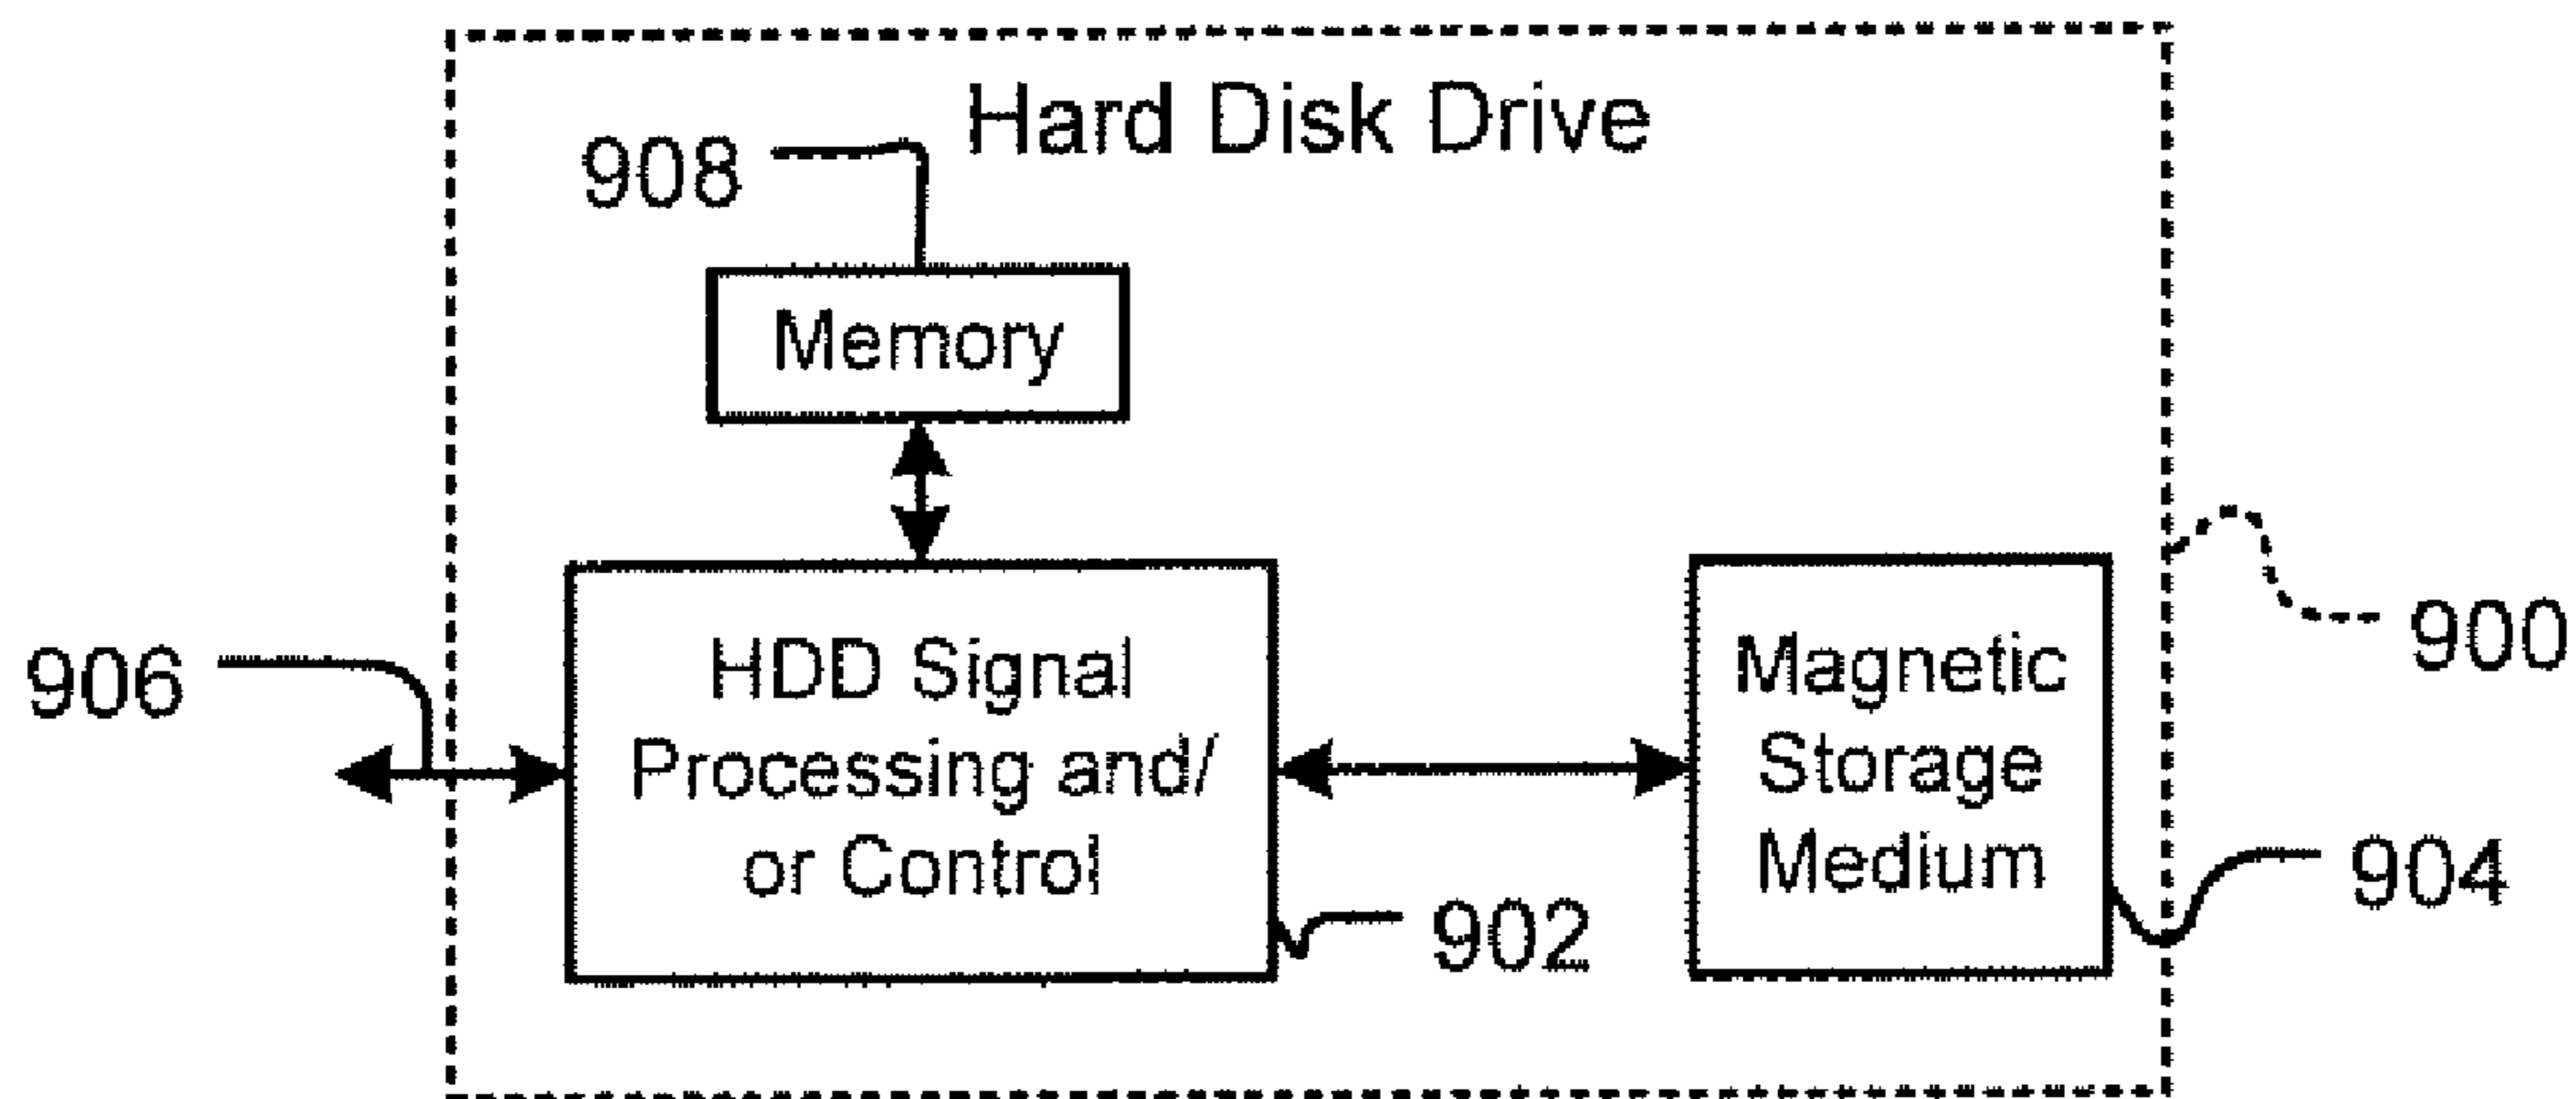 Hard Disk Drive
908
Memory
906
HDD Signal
Processing and/
or Control
902
Magnetic
Storage
Medium
900
904